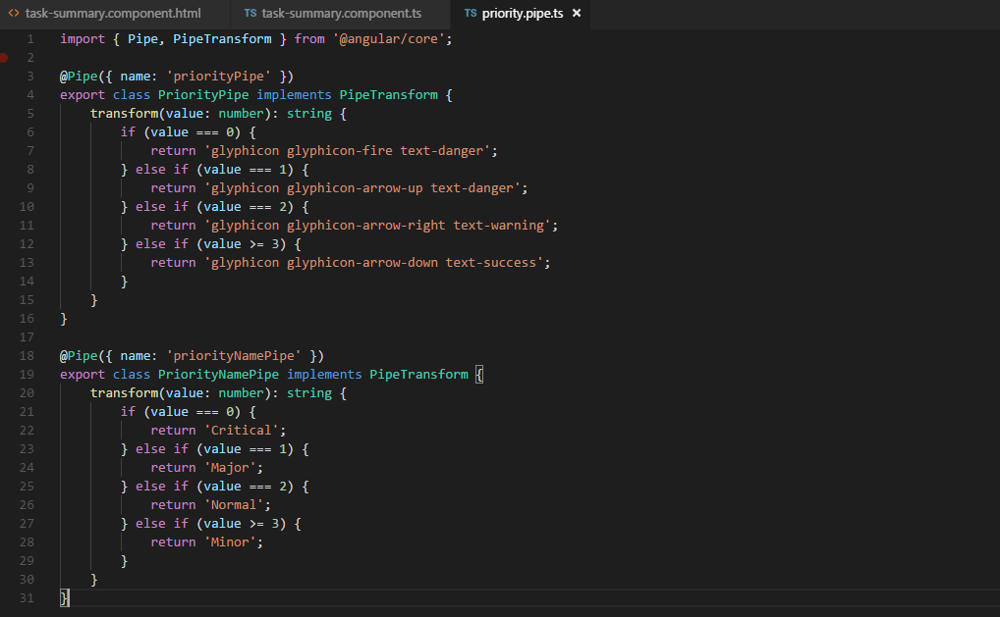 <> task-summary.component.html TS task-summary.component.ts TS priority.pipe.ts ×
1 import { Pipe, PipeTransform } from '@angular/core';
2
3 @Pipe({ name: 'priorityPipe' })
4 export class PriorityPipe implements PipeTransform {
5     transform(value: number): string {
6         if (value === 0) {
7             return 'glyphicon glyphicon-fire text-danger';
8         } else if (value === 1) {
9             return 'glyphicon glyphicon-arrow-up text-danger';
10         } else if (value === 2) {
11             return 'glyphicon glyphicon-arrow-right text-warning';
12         } else if (value >= 3) {
13             return 'glyphicon glyphicon-arrow-down text-success';
14         }
15     }
16 }
17
18 @Pipe({ name: 'priorityNamePipe' })
19 export class PriorityNamePipe implements PipeTransform {
20     transform(value: number): string {
21         if (value === 0) {
22             return 'Critical';
23         } else if (value === 1) {
24             return 'Major';
25         } else if (value === 2) {
26             return 'Normal';
27         } else if (value >= 3) {
28             return 'Minor';
29         }
30     }
31 }